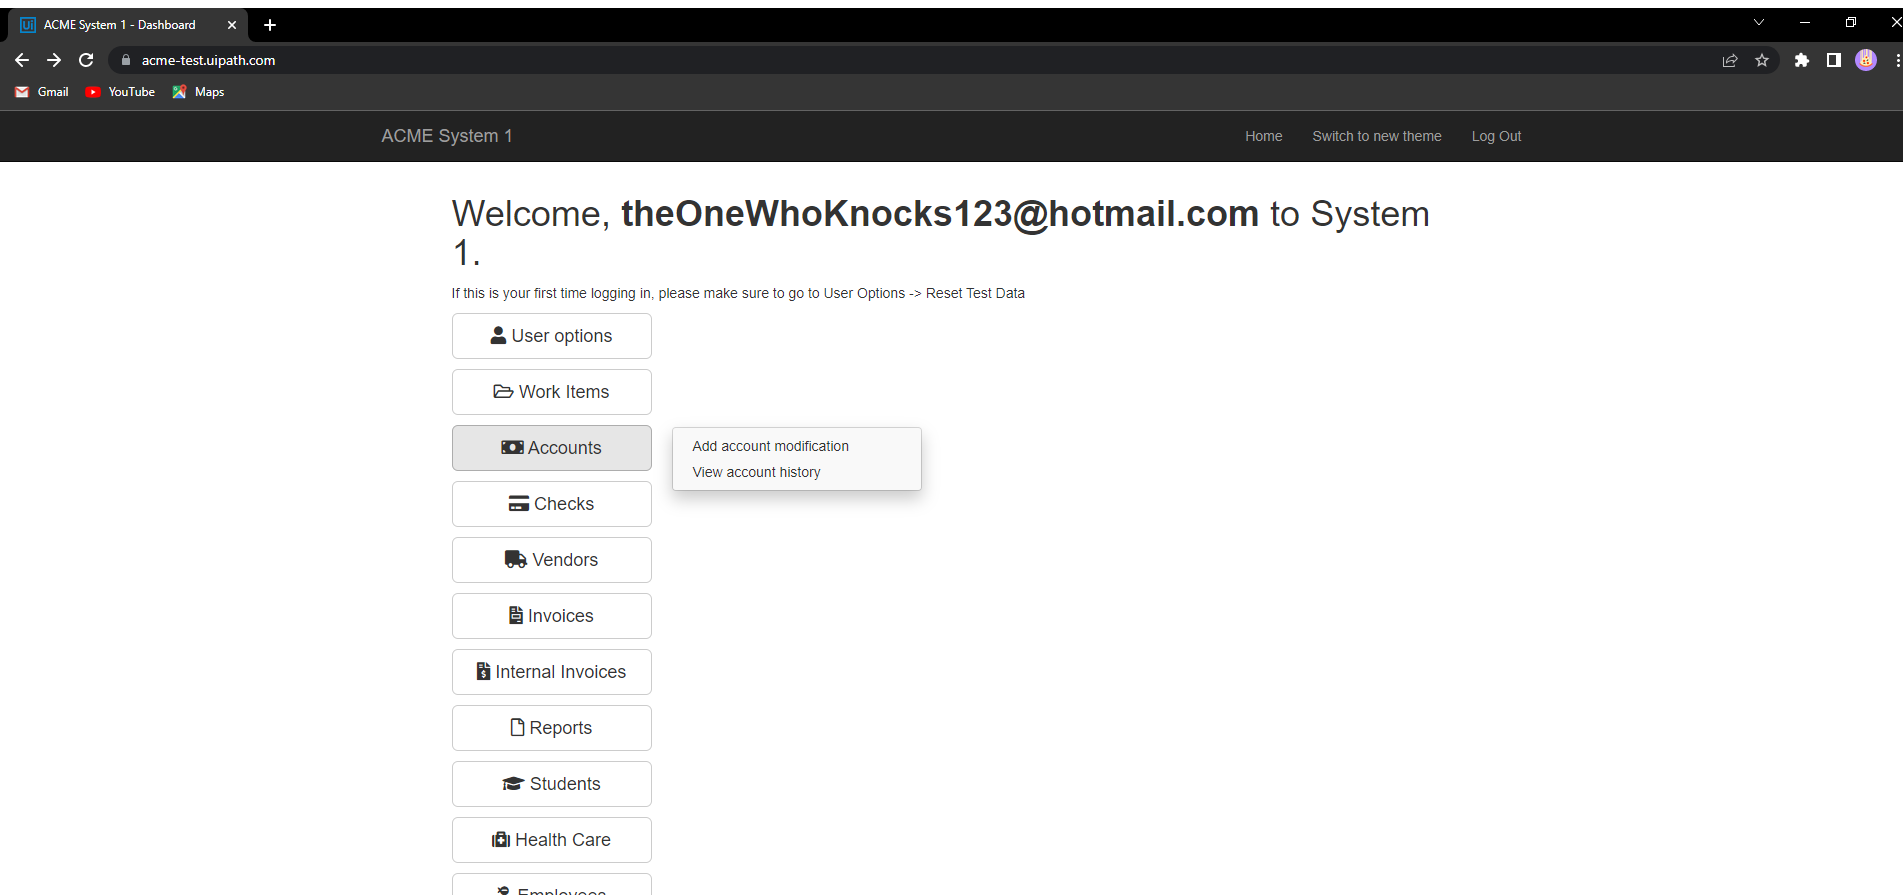 ACME System 1 - Dashboard
acme-test.uipath.com
Gmail YouTube Maps
ACME System 1 Home Switch to new theme Log Out
Welcome, theOneWhoKnocks123@hotmail.com to System
1.
If this is your first time logging in, please make sure to go to User Options -> Reset Test Data
User options
Work Items
Accounts
Add account modification
View account history
Checks
Vendors
Invoices
Internal Invoices
Reports
Students
Health Care
Employees